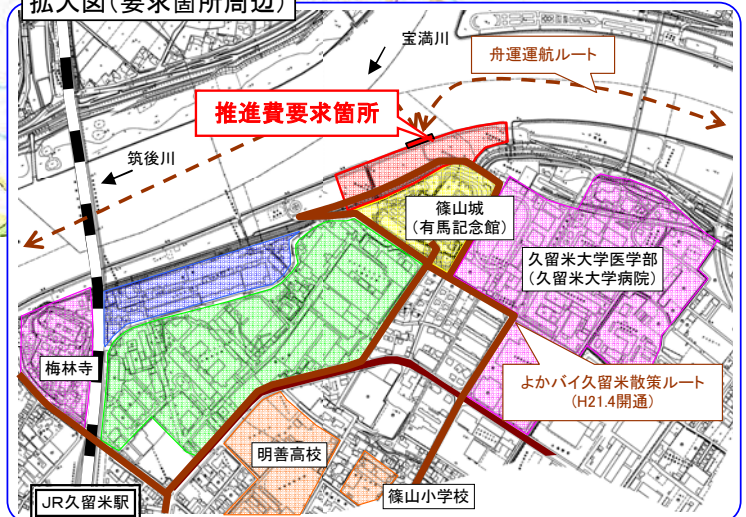 拡大図(要求箇所周辺)
宝満川
舟運運航ルート
推進費要求箇所
筑後川
篠山城
(有馬記念館)
久留米大学医学部
(久留米大学病院)
梅林寺
よかバイ久留米散策ルート
(H21.4開通)
明善高校
篠山小学校
JR久留米駅